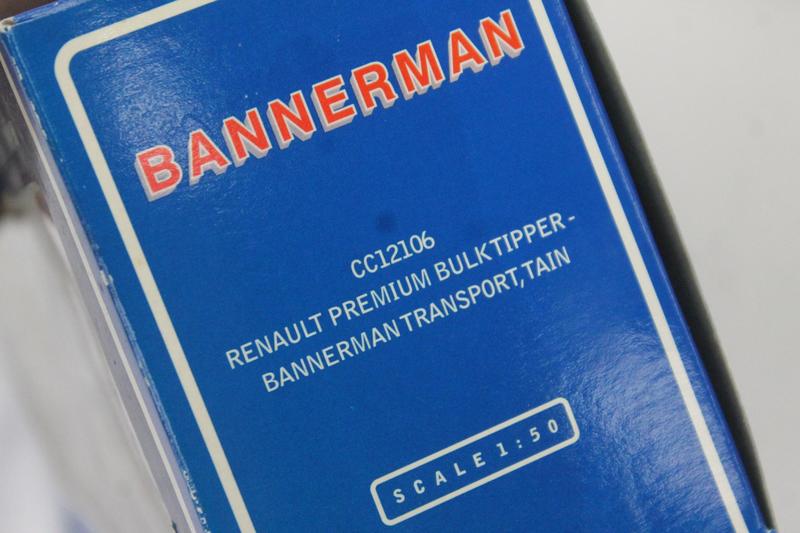 BANNERMAN
CC12106
RENAULT PREMIUM BULKTIPPER -
BANNERMAN TRANSPORT, TAIN
SCALE 1:50